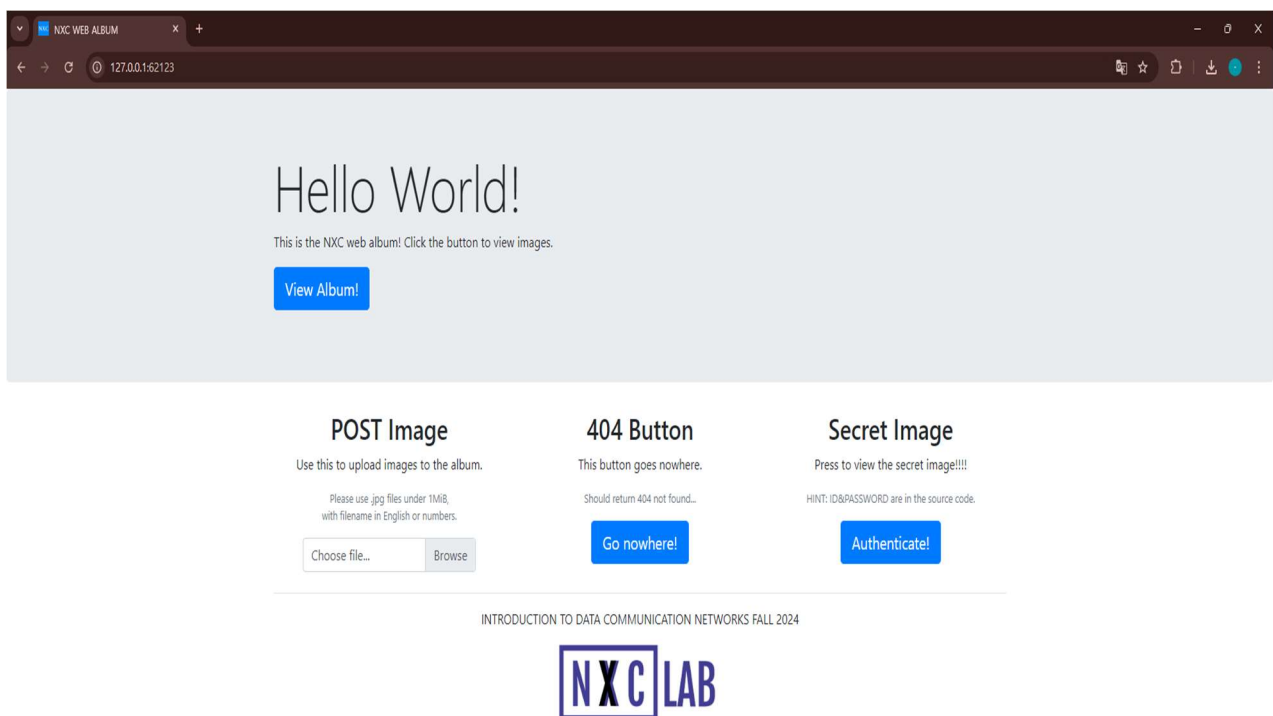 NXC NXC WEB ALBUM
127.0.0.1:62123
Hello World!
This is the NXC web album! Click the button to view images.
View Album!
POST Image
Use this to upload images to the album.
Please use .jpg files under 1MiB,
with filename in English or numbers.
Choose file...
Browse
404 Button
This button goes nowhere.
Should return 404 not found...
Go nowhere!
Secret Image
Press to view the secret image!!!!
HINT: ID&PASSWORD are in the source code.
Authenticate!
INTRODUCTION TO DATA COMMUNICATION NETWORKS FALL 2024
NXC LAB